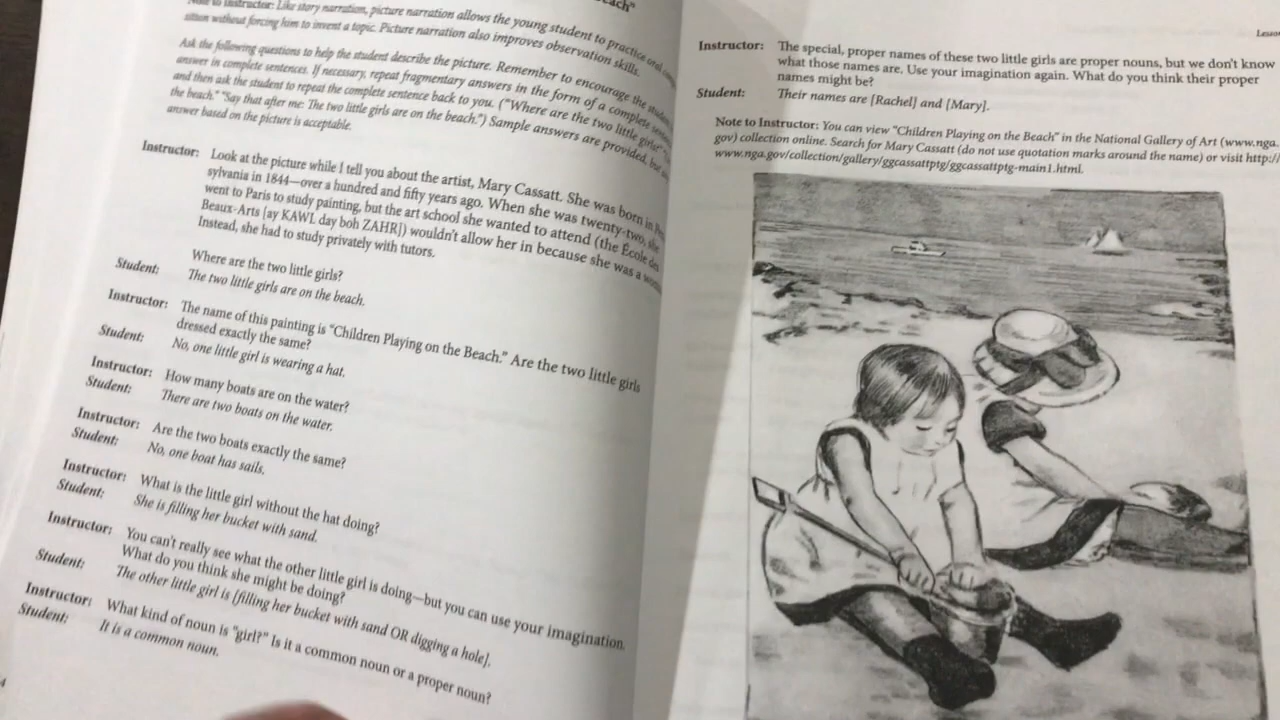 each"
Note to Instructor: Like story narration, picture narration allows the young student to practice oral
sition without forcing him to invent a topic. Picture narration also improves observation skills.
Ask the following questions to help the student describe the picture. Remember to encourage the student
answer in complete sentences. If necessary, repeat fragmentary answers in the form of a complete
and then ask the student to repeat the complete sentence back to you. ("Where are the two little girls?"
the beach." "Say that after me: The two little girls are on the beach.") Sample answers are provided, but
answer based on the picture is acceptable.
Instructor: Look at the picture while I tell you about the artist, Mary Cassatt. She was born in
sylvania in 1844—over a hundred and fifty years ago. When she was twenty-two, she
went to Paris to study painting, but the art school she wanted to attend (the École des
Beaux-Arts [ay KAWL day boh ZAHR]) wouldn't allow her in because she was a
Instead, she had to study privately with tutors.
Where are the two little girls?
Student: The two little girls are on the beach.
Instructor: The name of this painting is "Children Playing on the Beach." Are the two little girls
dressed exactly the same?
Student: No, one little girl is wearing a hat.
Instructor: How many boats are on the water?
Student: There are two boats on the water.
Instructor: Are the two boats exactly the same?
Student: No, one boat has sails.
Instructor: What is the little girl without the hat doing?
Student: She is filling her bucket with sand.
Instructor: You can't really see what the other little girl is doing—but you can use your imagination.
What do you think she might be doing?
Student: The other little girl is [filling her bucket with sand OR digging a hole].
Instructor: What kind of noun is "girl?" Is it a common noun or a proper noun?
Student: It is a common noun.
4
Lesson
Instructor: The special, proper names of these two little girls are proper nouns, but we don't know
what those names are. Use your imagination again. What do you think their proper
names might be?
Student: Their names are [Rachel] and [Mary].
Note to Instructor: You can view "Children Playing on the Beach" in the National Gallery of Art (www.nga.
gov) collection online. Search for Mary Cassatt (do not use quotation marks around the name) or visit http://
www.nga.gov/collection/gallery/ggcassattptg/ggcassattptg-main1.html.